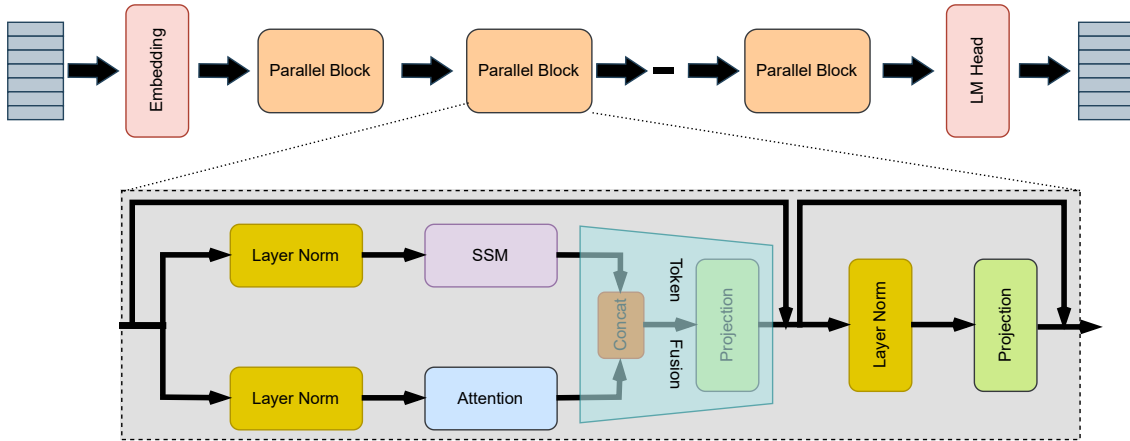 Embedding
Parallel Block
Parallel Block
Parallel Block
LM Head
Layer Norm
SSM
Token
Fusion
Concat
Projection
Layer Norm
Projection
Layer Norm
Attention